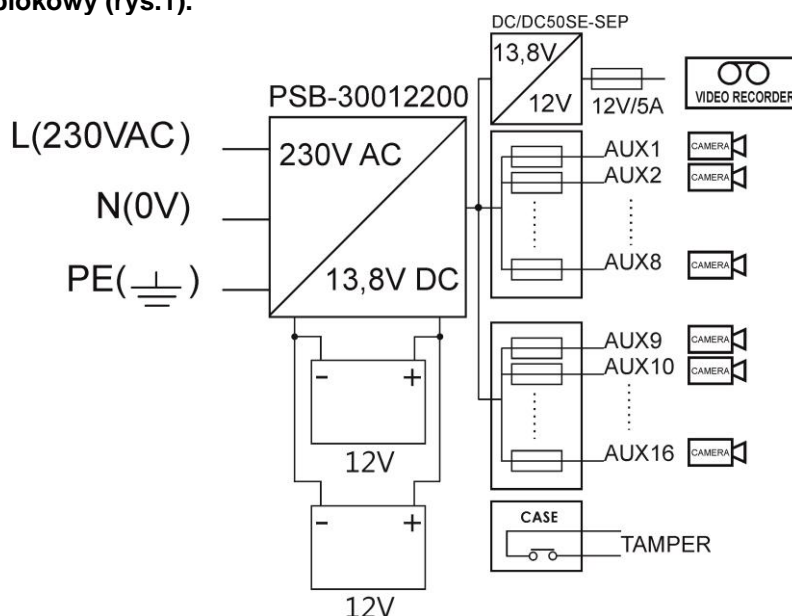 blokowy (rys.1).
DC/DC50SE-SEP
13,8V
12V
12V/5A
VIDEO RECORDER
PSB-30012200
L(230VAC)
N(0V)
PE( )
230V AC
13,8V DC
AUX1
CAMERA
AUX2
CAMERA
AUX8
CAMERA
AUX9
CAMERA
AUX10
CAMERA
AUX16
CAMERA
- +
12V
- +
12V
CASE
TAMPER